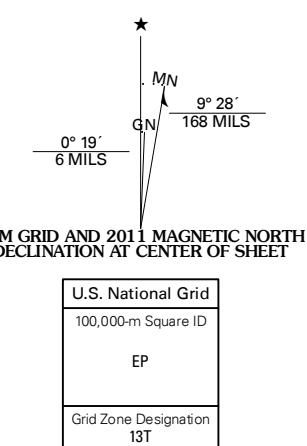 ★
MN
GN
9° 28´
168 MILS
0° 19´
6 MILS
M GRID AND 2011 MAGNETIC NORTH
DECLINATION AT CENTER OF SHEET
U.S. National Grid
100,000-m Square ID
EP
Grid Zone Designation
13T